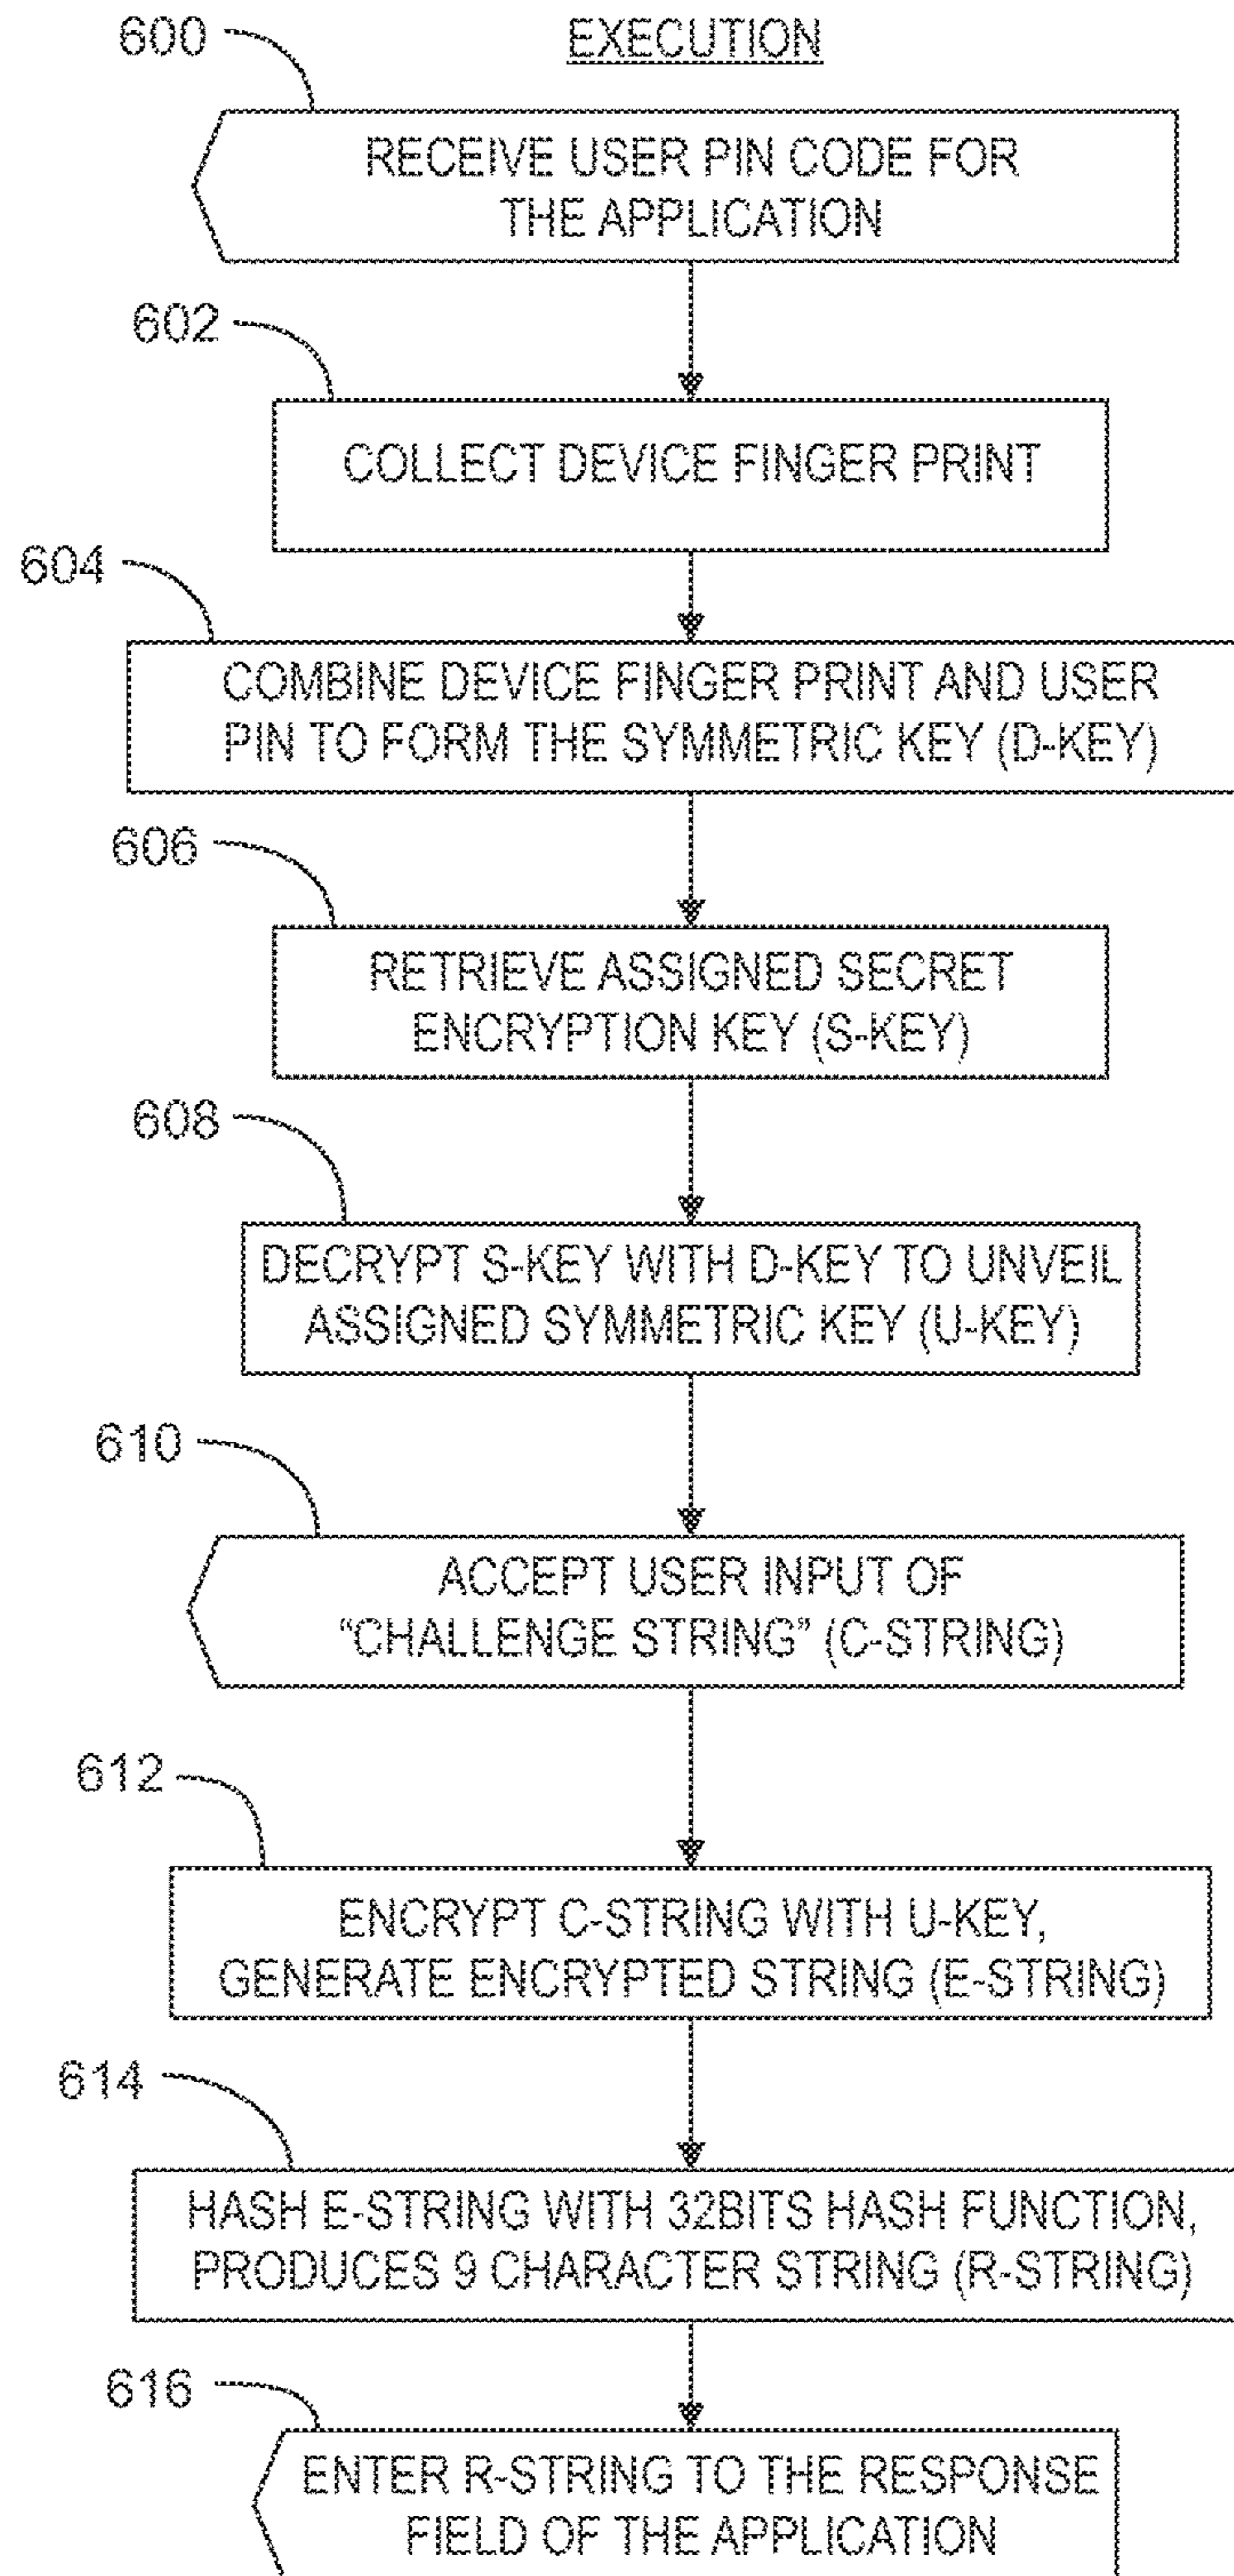 600
EXECUTION
RECEIVE USER PIN CODE FOR
THE APPLICATION
602
COLLECT DEVICE FINGER PRINT
604
COMBINE DEVICE FINGER PRINT AND USER
PIN TO FORM THE SYMMETRIC KEY (D-KEY)
606
RETRIEVE ASSIGNED SECRET
ENCRYPTION KEY (S-KEY)
608
DECRYPT S-KEY WITH D-KEY TO UNVEIL
ASSIGNED SYMMETRIC KEY (U-KEY)
610
ACCEPT USER INPUT OF
“CHALLENGE STRING” (C-STRING)
612
ENCRYPT C-STRING WITH U-KEY,
GENERATE ENCRYPTED STRING (E-STRING)
614
HASH E-STRING WITH 32BITS HASH FUNCTION,
PRODUCES 9 CHARACTER STRING (R-STRING)
616
ENTER R-STRING TO THE RESPONSE
FIELD OF THE APPLICATION